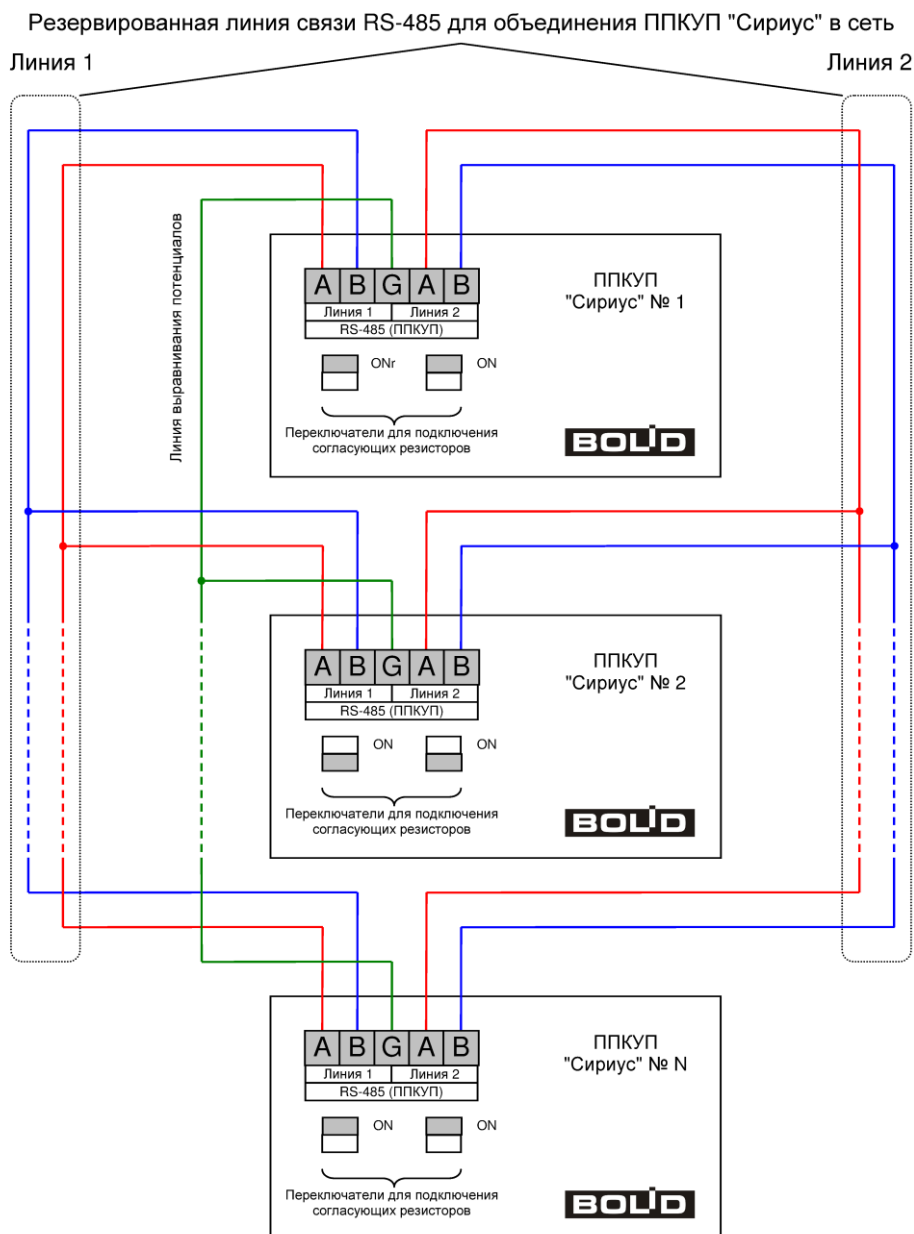 Резервированная линия связи RS-485 для объединения ППКУП "Сириус" в сеть
Линия 1
Линия 2
Линия выравнивания потенциалов
A B G A B
Линия 1 Линия 2
RS-485 (ППКУП)
ONr ON
Переключатели для подключения
согласующих резисторов
ППКУП
"Сириус" № 1
BOLID
A B G A B
Линия 1 Линия 2
RS-485 (ППКУП)
ON ON
Переключатели для подключения
согласующих резисторов
ППКУП
"Сириус" № 2
BOLID
A B G A B
Линия 1 Линия 2
RS-485 (ППКУП)
ON ON
Переключатели для подключения
согласующих резисторов
ППКУП
"Сириус" № N
BOLID